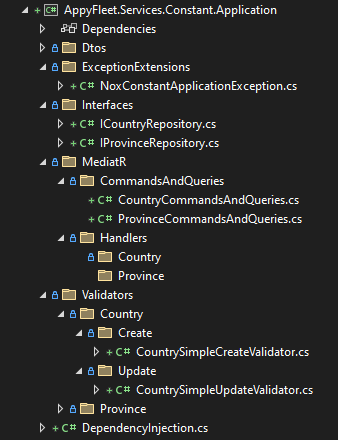 AppyFleet.Services.Constant.Application
Dependencies
Dtos
ExceptionExtensions
C# NoxConstantApplicationException.cs
Interfaces
C# ICountryRepository.cs
C# IProvinceRepository.cs
MediatR
CommandsAndQueries
C# CountryCommandsAndQueries.cs
C# ProvinceCommandsAndQueries.cs
Handlers
Country
Province
Validators
Country
Create
C# CountrySimpleCreateValidator.cs
Update
C# CountrySimpleUpdateValidator.cs
Province
C# DependencyInjection.cs